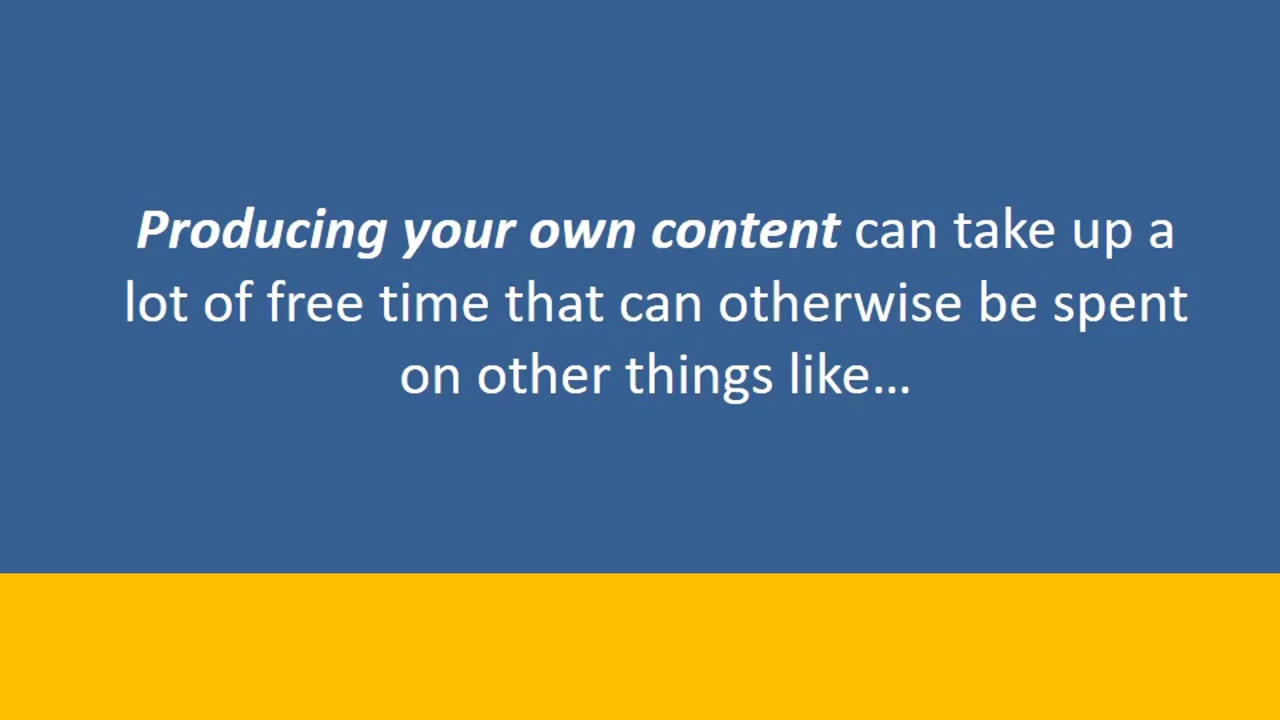 Producing your own content can take up a
lot of free time that can otherwise be spent
on other things like…